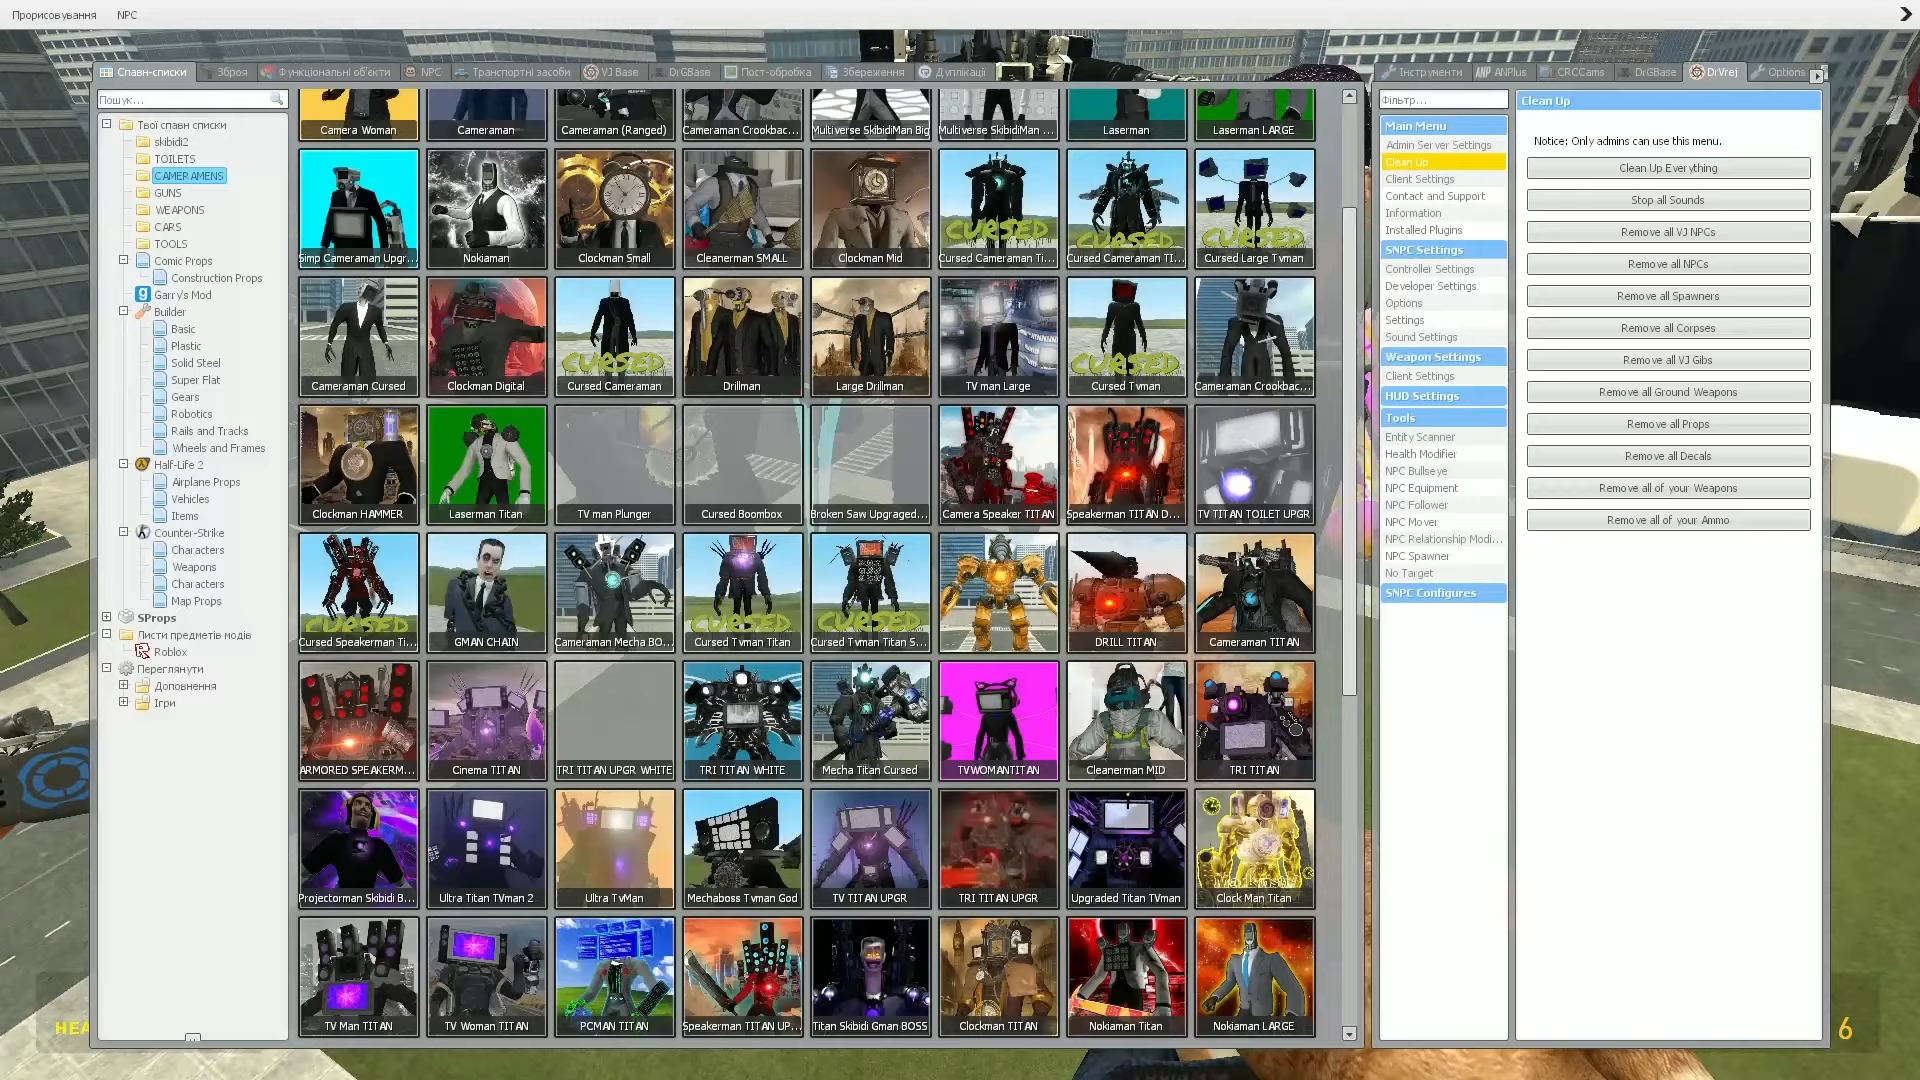 Прорисовування NPC
Спавн-списки Зброя Функціональні об'єкти NPC Транспортні засоби VJ Base DrGBase Пост-обробка Збереження Дуплікації
Інструменти ANPlus CRCCams DrGBase DrVrej Options
Пошук...
Твої спавн списки
skibidi2
TOILETS
CAMERAMENS
GUNS
WEAPONS
CARS
TOOLS
Comic Props
Construction Props
Garry's Mod
Builder
Basic
Plastic
Solid Steel
Super Flat
Gears
Robotics
Rails and Tracks
Wheels and Frames
Half-Life 2
Airplane Props
Vehicles
Items
Counter-Strike
Characters
Weapons
Characters
Map Props
SProps
Листи предметів модів
Roblox
Переглянути
Доповнення
Ігри
Camera Woman Cameraman Cameraman (Ranged) Cameraman Crookbac... Multiverse SkibidiMan Big Multiverse SkibidiMan ... Laserman Laserman LARGE
CURSED CURSED CURSED
Simp Cameraman Upgr... Nokiaman Clockman Small Cleanerman SMALL Clockman Mid Cursed Cameraman Ti... Cursed Cameraman TI... Cursed Large Tvman
CURSED CURSED
Cameraman Cursed Clockman Digital Cursed Cameraman Drillman Large Drillman TV man Large Cursed Tvman Cameraman Crookbac...
Clockman HAMMER Laserman Titan TV man Plunger Cursed Boombox Broken Saw Upgraded... Camera Speaker TITAN Speakerman TITAN D... TV TITAN TOILET UPGR
CURSED CURSED CURSED
Cursed Speakerman Ti... GMAN CHAIN Cameraman Mecha BO... Cursed Tvman Titan Cursed Tvman Titan S... DRILL TITAN Cameraman TITAN
ARMORED SPEAKERM... Cinema TITAN TRI TITAN UPGR WHITE TRI TITAN WHITE Mecha Titan Cursed TVWOMANTITAN Cleanerman MID TRI TITAN
Projectorman Skibidi B... Ultra Titan TVman 2 Ultra TvMan Mechaboss Tvman God TV TITAN UPGR TRI TITAN UPGR Upgraded Titan TVman Clock Man Titan
TV Man TITAN TV Woman TITAN PCMAN TITAN Speakerman TITAN UP... Titan Skibidi Gman BOSS Clockman TITAN Nokiaman Titan Nokiaman LARGE
Фільтр...
Main Menu
Admin Server Settings
Clean Up
Client Settings
Contact and Support
Information
Installed Plugins
SNPC Settings
Controller Settings
Developer Settings
Options
Settings
Sound Settings
Weapon Settings
Client Settings
HUD Settings
Tools
Entity Scanner
Health Modifier
NPC Bullseye
NPC Equipment
NPC Follower
NPC Mover
NPC Relationship Modi...
NPC Spawner
No Target
SNPC Configures
Clean Up
Notice: Only admins can use this menu.
Clean Up Everything
Stop all Sounds
Remove all VJ NPCs
Remove all NPCs
Remove all Spawners
Remove all Corpses
Remove all VJ Gibs
Remove all Ground Weapons
Remove all Props
Remove all Decals
Remove all of your Weapons
Remove all of your Ammo
HEA
6